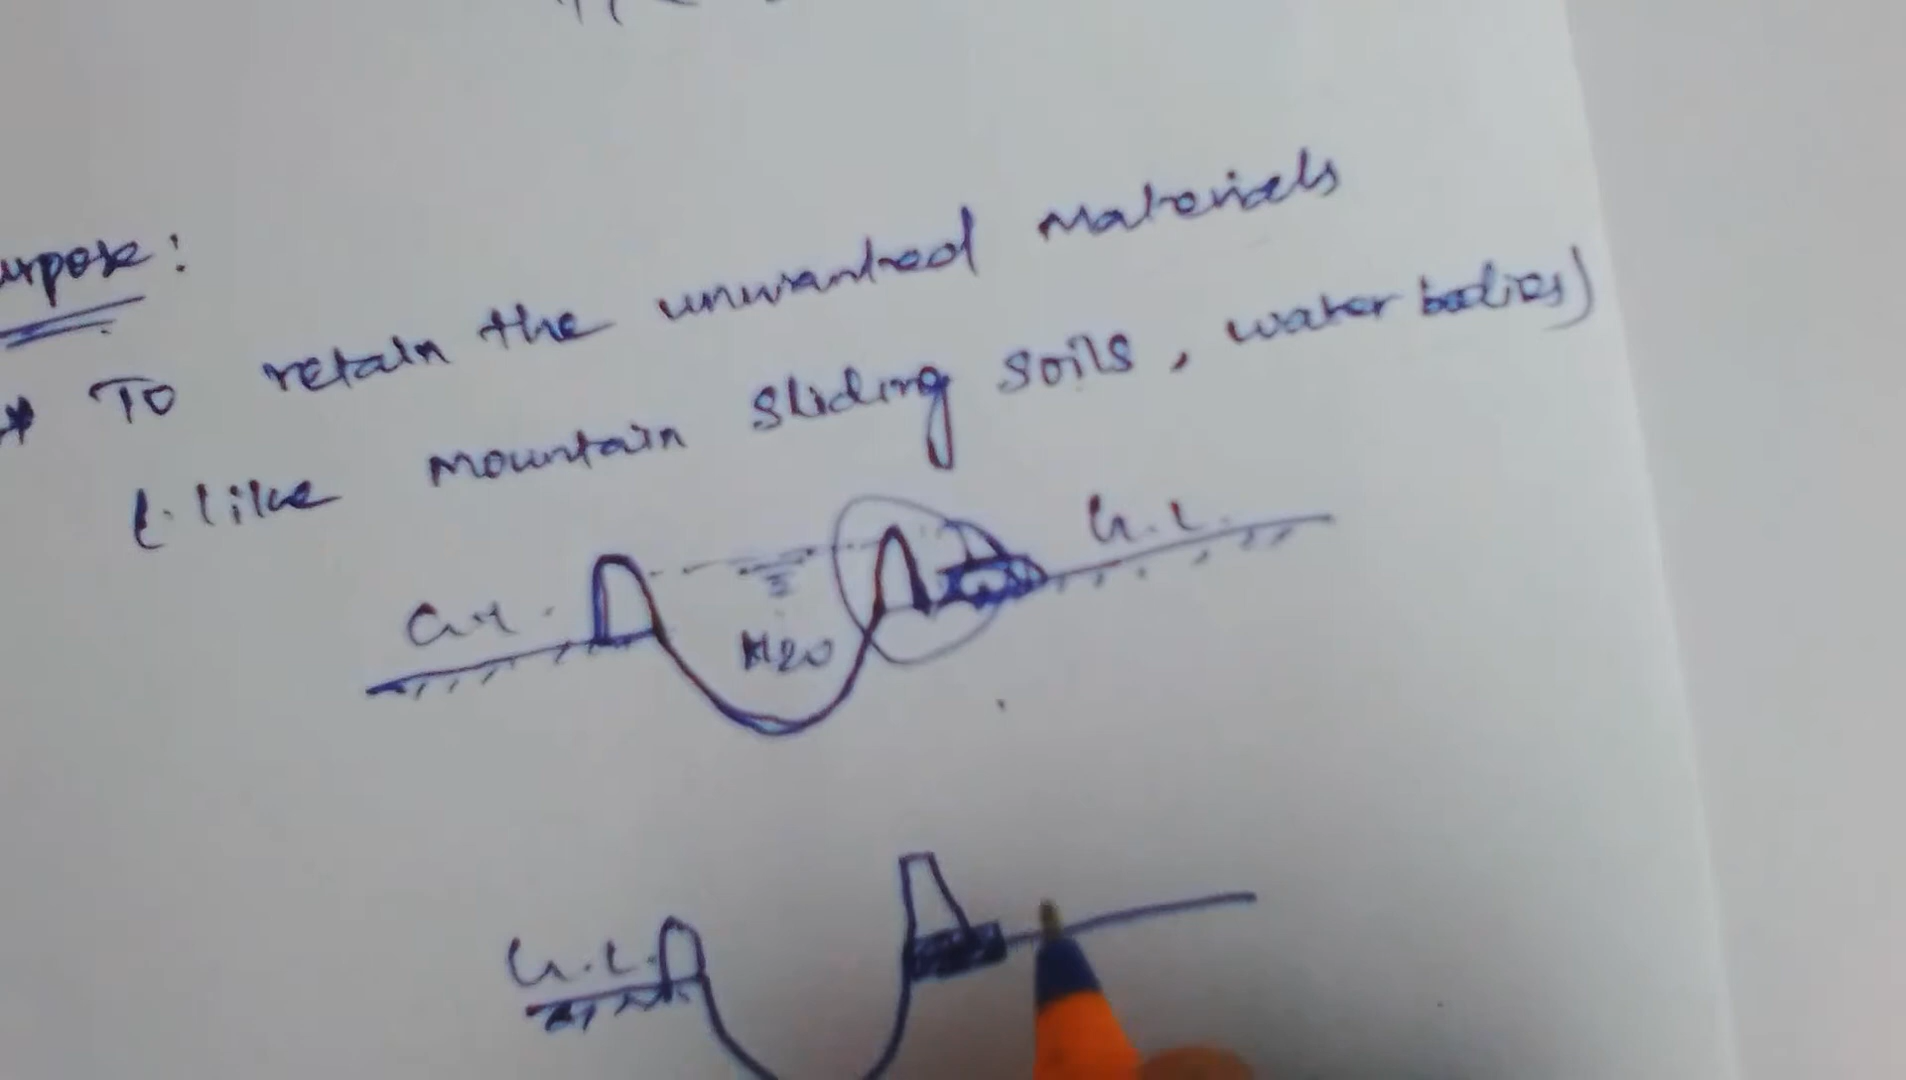 urpose:
* To retain the unwanted materials
(. like mountain sliding soils, water bodies)
G.L.
H2O
G.L.